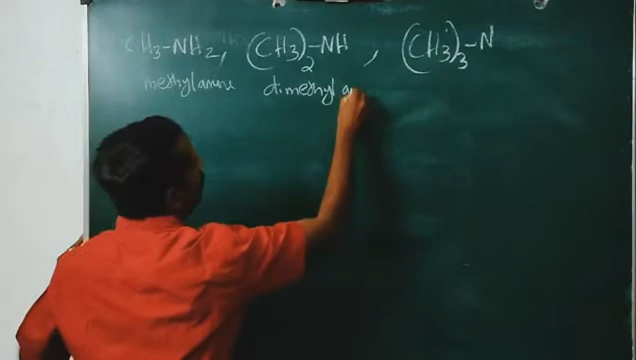 CH3-NH2, (CH3)2-NH, (CH3)3-N
methylamine dimethyl a